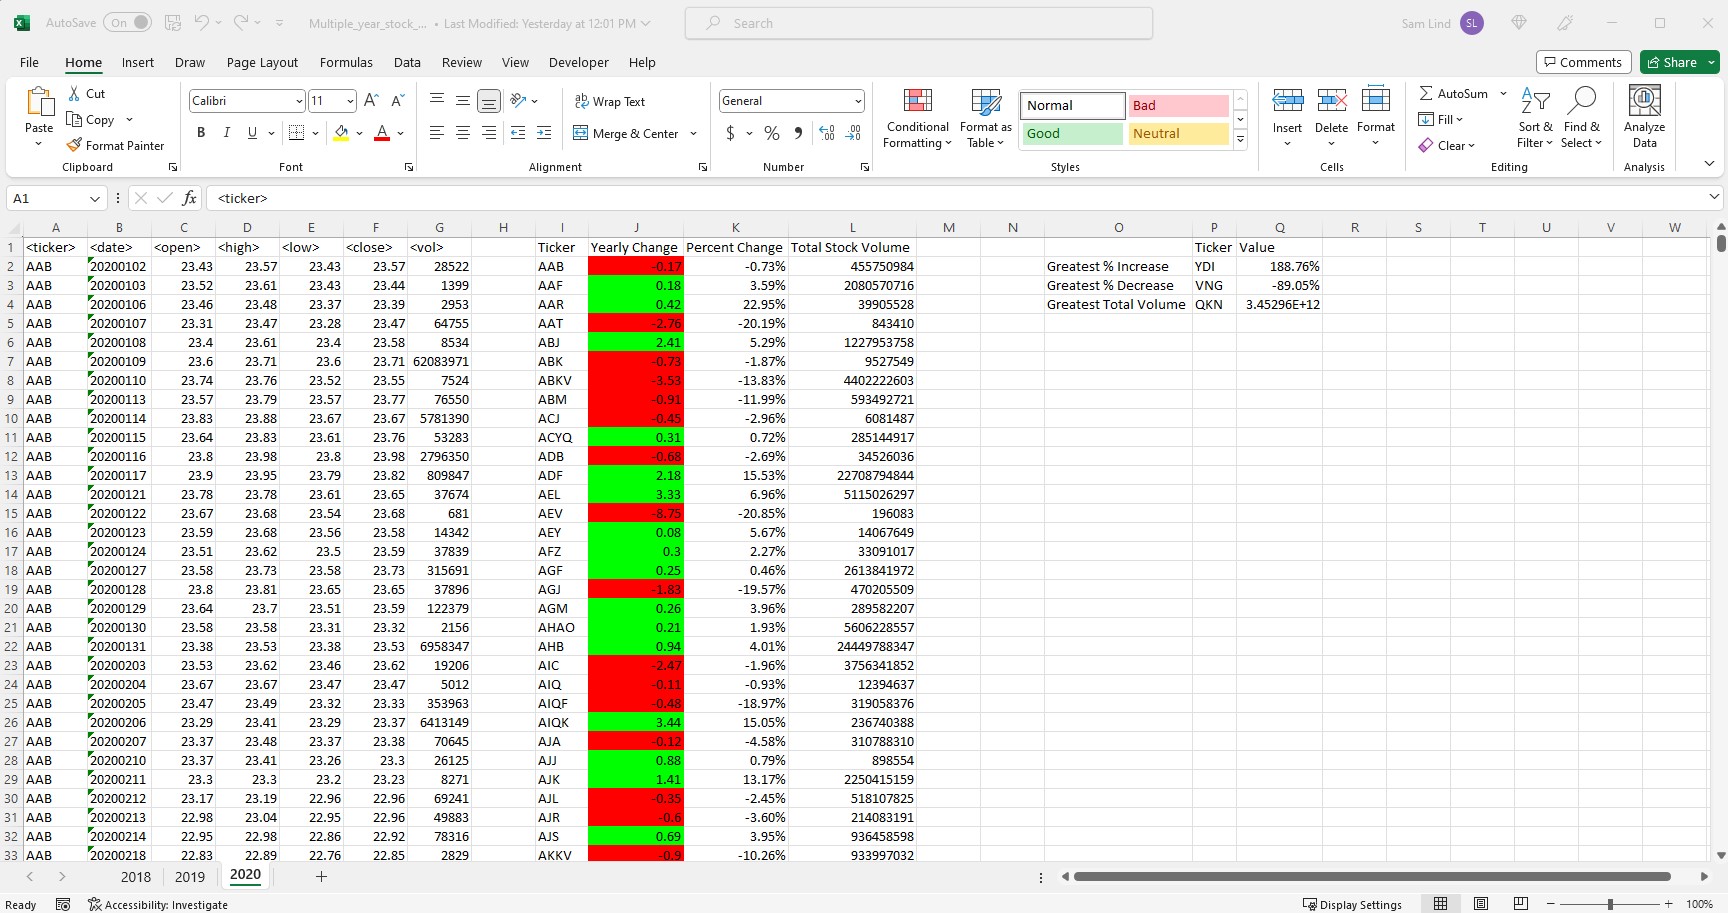 AutoSave On Multiple_year_stock_... • Last Modified: Yesterday at 12:01 PM Search Sam Lind SL
File Home Insert Draw Page Layout Formulas Data Review View Developer Help Comments Share
Paste Cut Copy Format Painter
Calibri 11 A A B I U A
ab Wrap Text Merge & Center
General $ % 9 .00 .00
Conditional Formatting Format as Table Normal Bad Good Neutral
Insert Delete Format
AutoSum Fill Clear Sort & Filter Find & Select Analyze Data
Clipboard Font Alignment Number Styles Cells Editing Analysis
A1 fx <ticker>
A B C D E F G H I J K L M N O P Q R S T U V W
1 <ticker> <date> <open> <high> <low> <close> <vol> Ticker Yearly Change Percent Change Total Stock Volume Ticker Value
2 AAB 20200102 23.43 23.57 23.43 23.57 28522 AAB -0.17 -0.73% 455750984 Greatest % Increase YDI 188.76%
3 AAB 20200103 23.52 23.61 23.43 23.44 1399 AAF 0.18 3.59% 2080570716 Greatest % Decrease VNG -89.05%
4 AAB 20200106 23.46 23.48 23.37 23.39 2953 AAR 0.42 22.95% 39905528 Greatest Total Volume QKN 3.45296E+12
5 AAB 20200107 23.31 23.47 23.28 23.47 64755 AAT -2.76 -20.19% 843410
6 AAB 20200108 23.4 23.61 23.4 23.58 8534 ABJ 2.41 5.29% 1227953758
7 AAB 20200109 23.6 23.71 23.6 23.71 62083971 ABK -0.73 -1.87% 9527549
8 AAB 20200110 23.74 23.76 23.52 23.55 7524 ABKV -3.53 -13.83% 4402222603
9 AAB 20200113 23.57 23.79 23.57 23.77 76550 ABM -0.91 -11.99% 593492721
10 AAB 20200114 23.83 23.88 23.67 23.67 5781390 ACJ -0.45 -2.96% 6081487
11 AAB 20200115 23.64 23.83 23.61 23.76 53283 ACYQ 0.31 0.72% 285144917
12 AAB 20200116 23.8 23.98 23.8 23.98 2796350 ADB -0.68 -2.69% 34526036
13 AAB 20200117 23.9 23.95 23.79 23.82 809847 ADF 2.18 15.53% 22708794844
14 AAB 20200121 23.78 23.78 23.61 23.65 37674 AEL 3.33 6.96% 5115026297
15 AAB 20200122 23.67 23.68 23.54 23.68 681 AEV -8.75 -20.85% 196083
16 AAB 20200123 23.59 23.68 23.56 23.58 14342 AEY 0.08 5.67% 14067649
17 AAB 20200124 23.51 23.62 23.5 23.59 37839 AFZ 0.3 2.27% 33091017
18 AAB 20200127 23.58 23.73 23.58 23.73 315691 AGF 0.25 0.46% 2613841972
19 AAB 20200128 23.8 23.81 23.65 23.65 37896 AGJ -1.83 -19.57% 470205509
20 AAB 20200129 23.64 23.7 23.51 23.59 122379 AGM 0.26 3.96% 289582207
21 AAB 20200130 23.58 23.58 23.31 23.32 2156 AHAO 0.21 1.93% 5606228557
22 AAB 20200131 23.38 23.53 23.38 23.53 6958347 AHB 0.94 4.01% 24449788347
23 AAB 20200203 23.53 23.62 23.46 23.62 19206 AIC -2.47 -1.96% 3756341852
24 AAB 20200204 23.67 23.67 23.47 23.47 5012 AIQ -0.11 -0.93% 12394637
25 AAB 20200205 23.47 23.49 23.32 23.33 353963 AIQF -0.48 -18.97% 319058376
26 AAB 20200206 23.29 23.41 23.29 23.37 6413149 AIQK 3.44 15.05% 236740388
27 AAB 20200207 23.37 23.48 23.37 23.38 70645 AJA -0.12 -4.58% 310788310
28 AAB 20200210 23.37 23.41 23.26 23.3 26125 AJJ 0.88 0.79% 898554
29 AAB 20200211 23.3 23.3 23.2 23.23 8271 AJK 1.41 13.17% 2250415159
30 AAB 20200212 23.17 23.19 22.96 22.96 69241 AJL -0.35 -2.45% 518107825
31 AAB 20200213 22.98 23.04 22.95 22.96 49883 AJR -0.6 -3.60% 214083191
32 AAB 20200214 22.95 22.98 22.86 22.92 78316 AJS 0.69 3.95% 936458598
33 AAB 20200218 22.83 22.89 22.76 22.85 2829 AKKV -0.9 -10.26% 933997032
2018 2019 2020
Ready Accessibility: Investigate Display Settings 100%